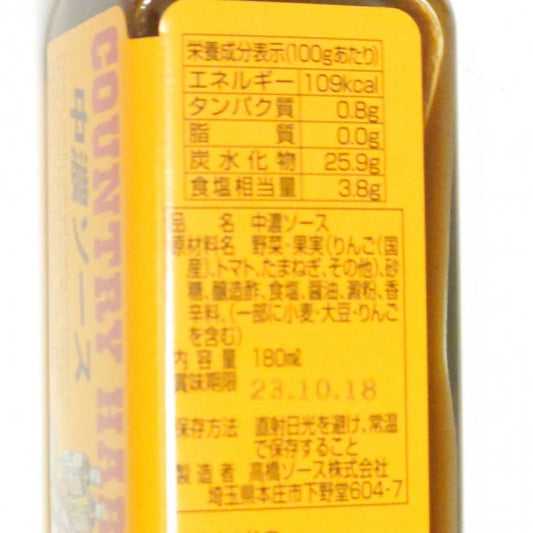 COUNTRY HA
中濃ソース
栄養成分表示(100gあたり)
エネルギー 109kcal
タンパク質 0.8g
脂質 0.0g
炭水化物 25.9g
食塩相当量 3.8g
品名 中濃ソース
原材料名 野菜・果実(りんご(国
産)、トマト、たまねぎ、その他)、砂
糖、醸造酢、食塩、醤油、澱粉、香
辛料、(一部に小麦・大豆・りんご
を含む)
内容量 180㎖
賞味期限 23.10.18
保存方法 直射日光を避け、常温
で保存すること
製造者 高橋ソース株式会社
埼玉県本庄市下野堂604-7